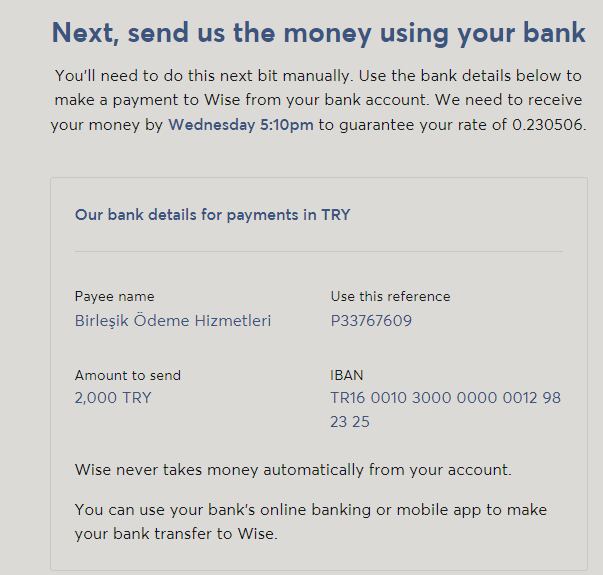 Next, send us the money using your bank
You'll need to do this next bit manually. Use the bank details below to
make a payment to Wise from your bank account. We need to receive
your money by Wednesday 5:10pm to guarantee your rate of 0.230506.
Our bank details for payments in TRY
Payee name
Birleşik Ödeme Hizmetleri
Use this reference
P33767609
Amount to send
2,000 TRY
IBAN
TR16 0010 3000 0000 0012 98
23 25
Wise never takes money automatically from your account.
You can use your bank's online banking or mobile app to make
your bank transfer to Wise.